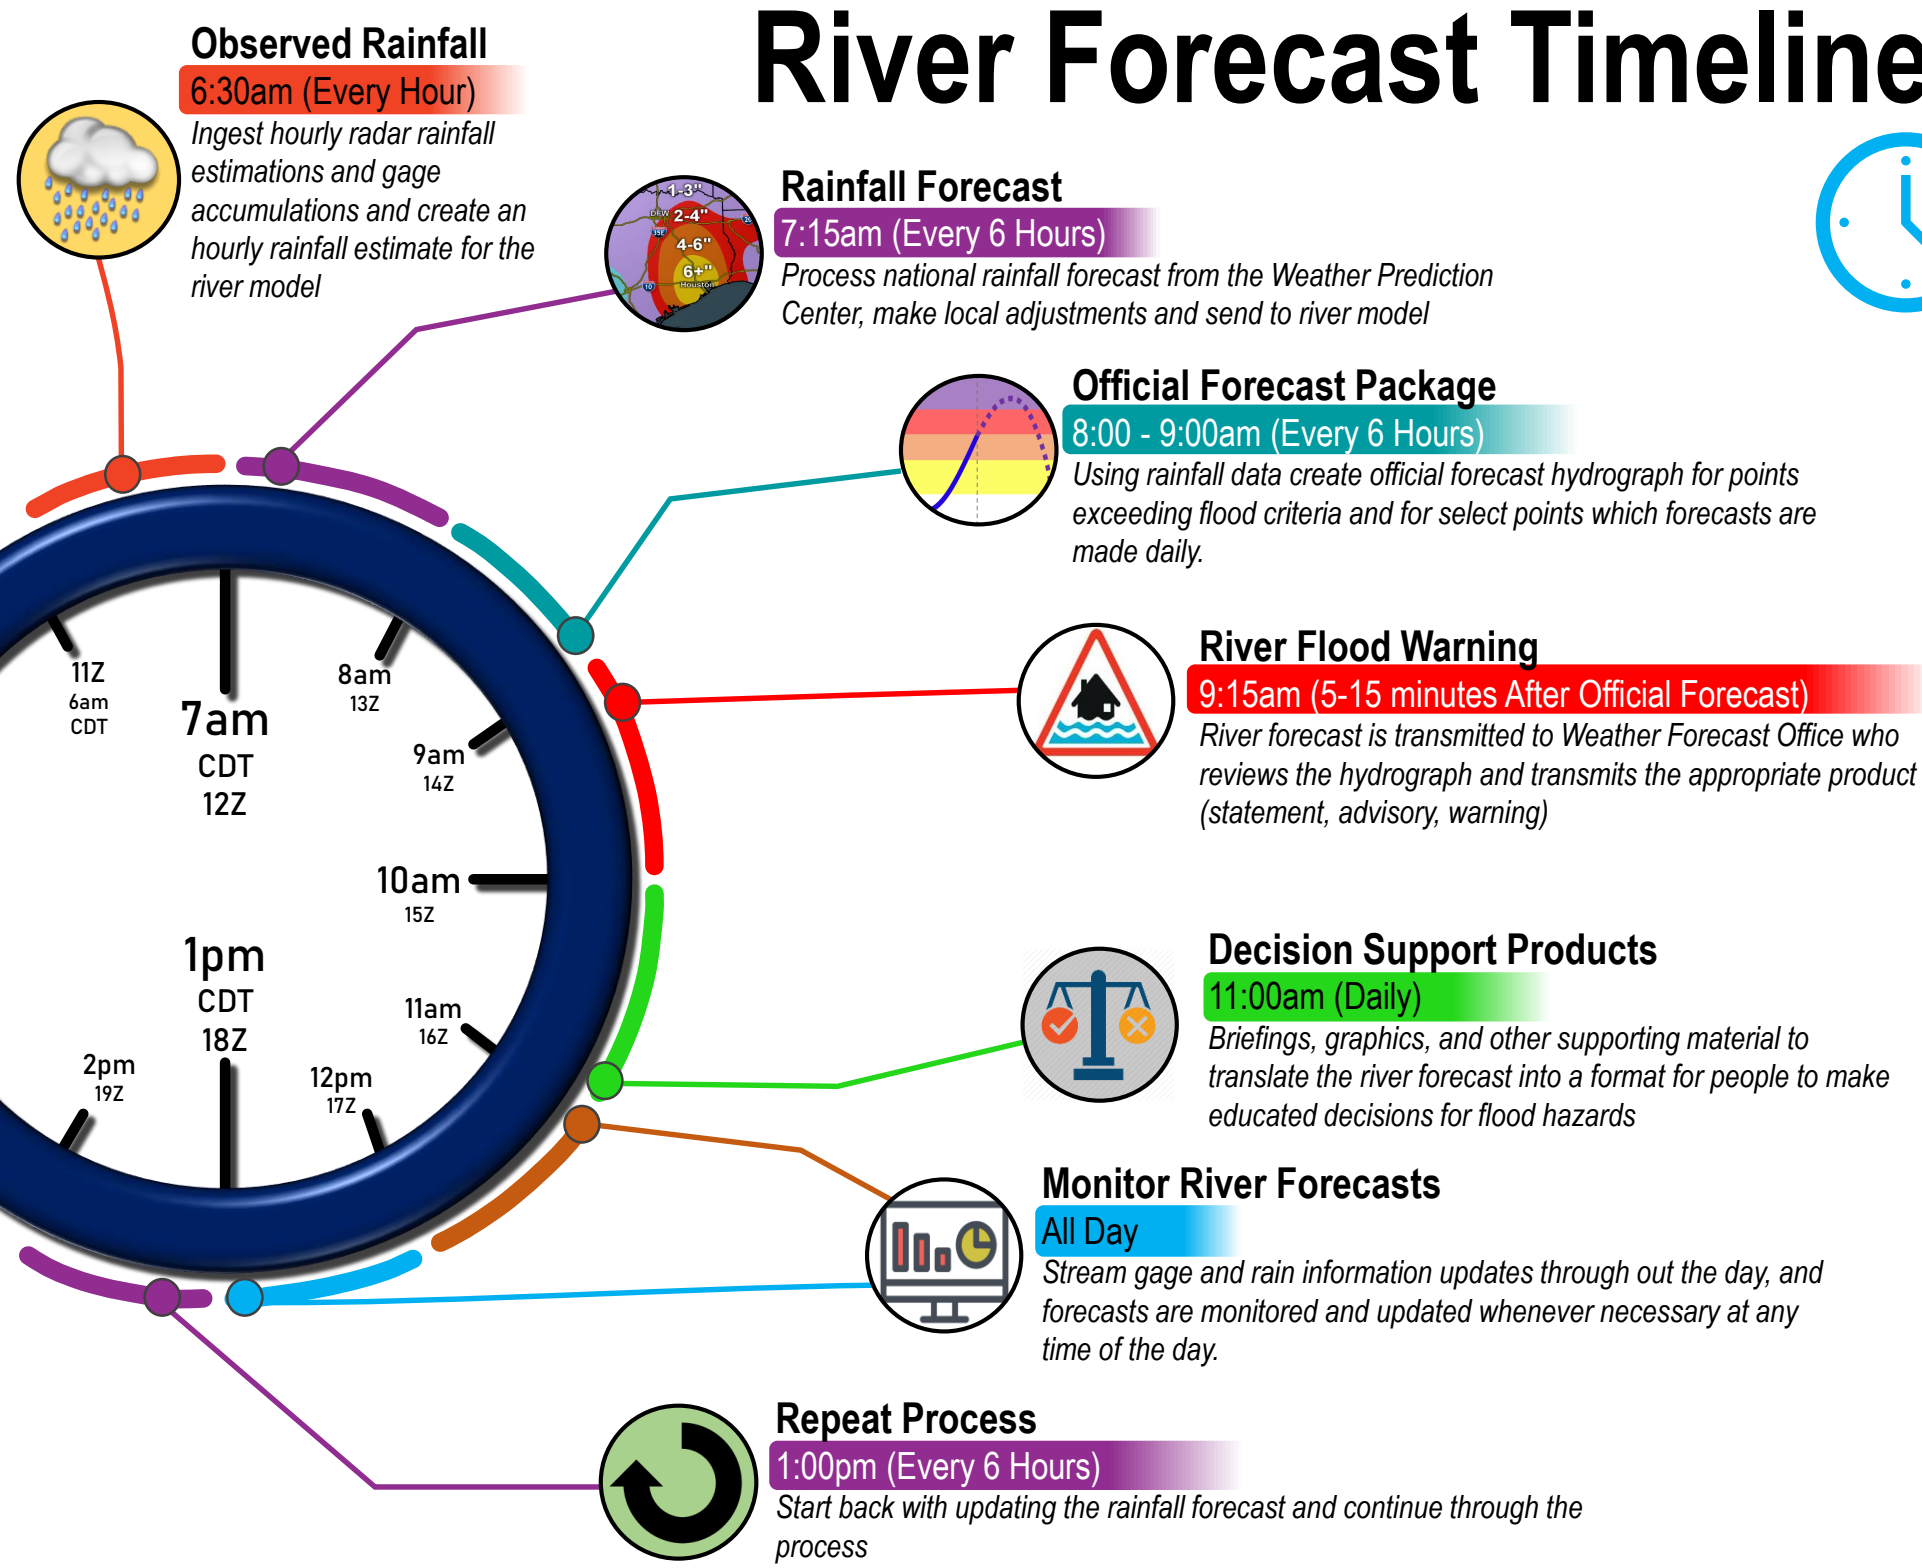 River Forecast Timeline
Observed Rainfall
6:30am (Every Hour)
Ingest hourly radar rainfall
estimations and gage
accumulations and create an
hourly rainfall estimate for the
river model
1-3"
DFW
2-4"
20
35E
4-6"
6+"
10
Houston
Rainfall Forecast
7:15am (Every 6 Hours)
Process national rainfall forecast from the Weather Prediction
Center, make local adjustments and send to river model
Official Forecast Package
8:00 - 9:00am (Every 6 Hours)
Using rainfall data create official forecast hydrograph for points
exceeding flood criteria and for select points which forecasts are
made daily.
River Flood Warning
9:15am (5-15 minutes After Official Forecast)
River forecast is transmitted to Weather Forecast Office who
reviews the hydrograph and transmits the appropriate product
(statement, advisory, warning)
11Z
6am
CDT
7am
CDT
12Z
8am
13Z
9am
14Z
10am
15Z
11am
16Z
12pm
17Z
1pm
CDT
18Z
2pm
19Z
Decision Support Products
11:00am (Daily)
Briefings, graphics, and other supporting material to
translate the river forecast into a format for people to make
educated decisions for flood hazards
Monitor River Forecasts
All Day
Stream gage and rain information updates through out the day, and
forecasts are monitored and updated whenever necessary at any
time of the day.
Repeat Process
1:00pm (Every 6 Hours)
Start back with updating the rainfall forecast and continue through the
process